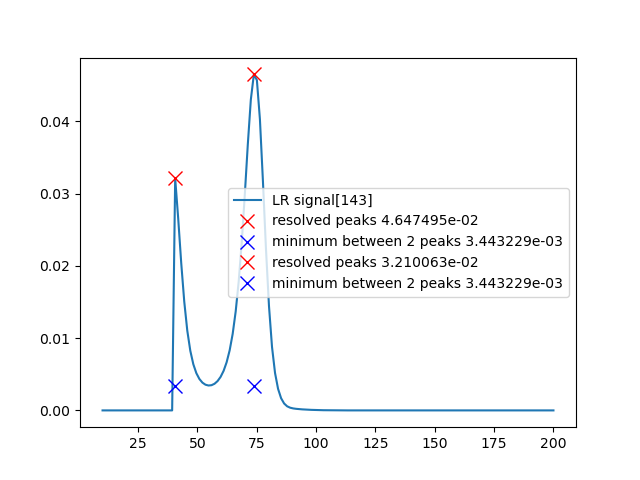 0.04
0.03
0.02
0.01
0.00
LR signal[143]
resolved peaks 4.647495e-02
minimum between 2 peaks 3.443229e-03
resolved peaks 3.210063e-02
minimum between 2 peaks 3.443229e-03
25 50 75 100 125 150 175 200